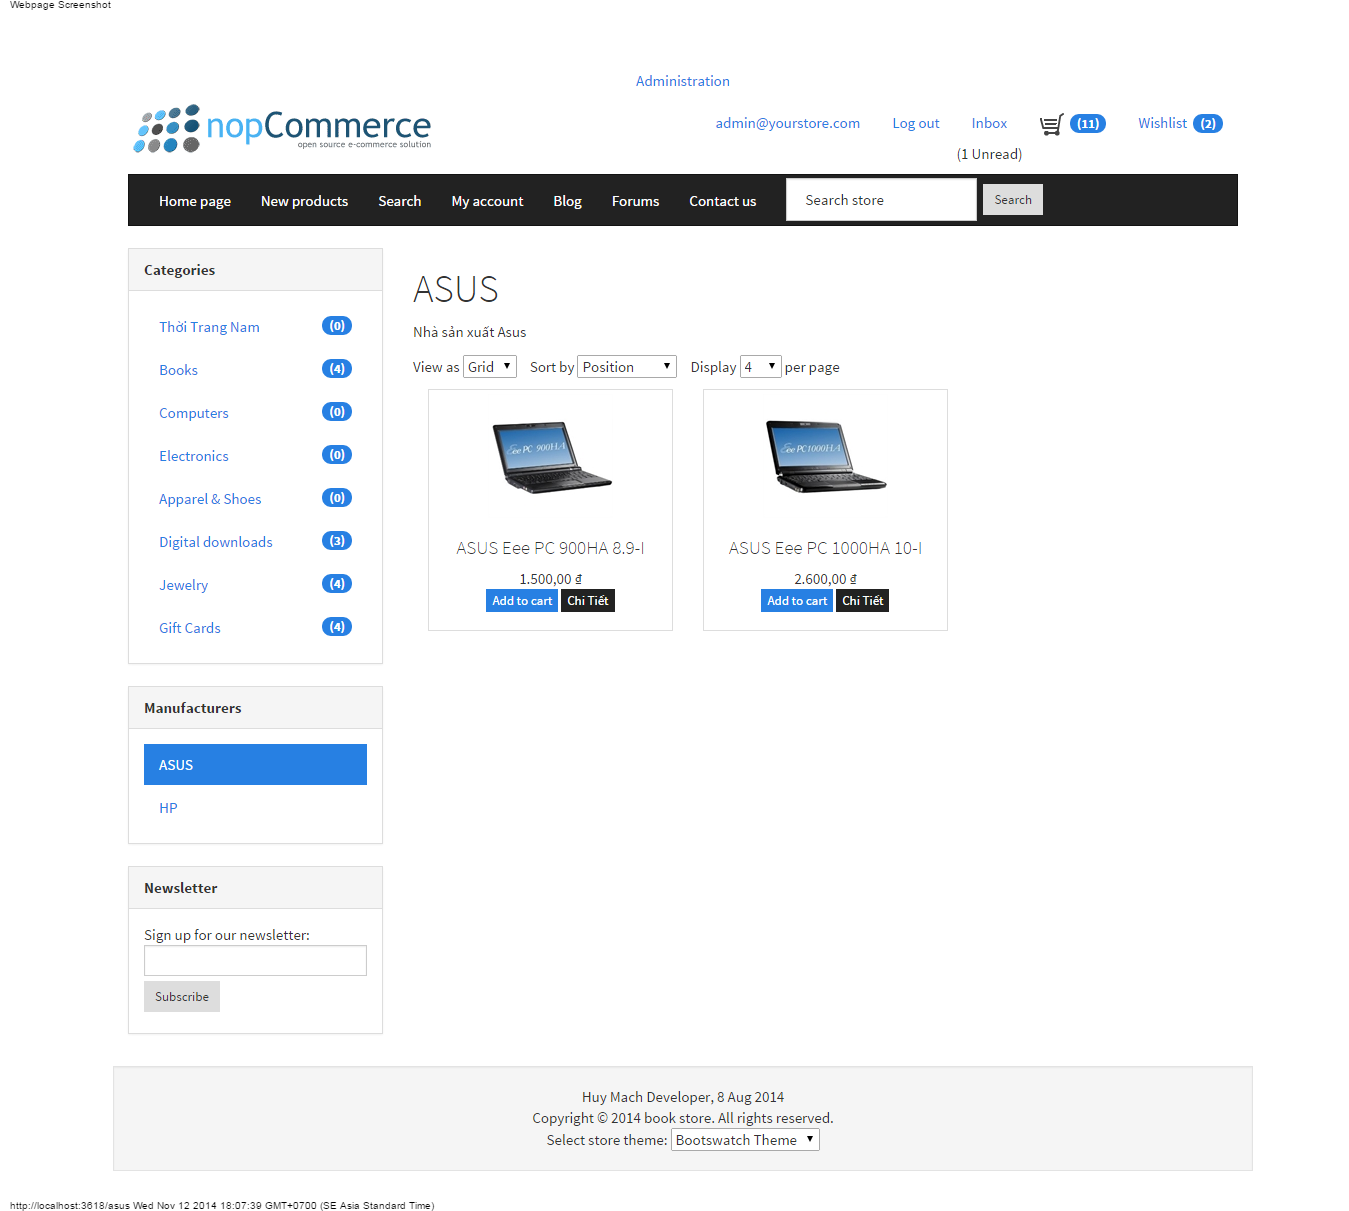 Webpage Screenshot
Administration
nopCommerce
open source e-commerce solution
admin@yourstore.com Log out Inbox (11) Wishlist (2)
(1 Unread)
Home page New products Search My account Blog Forums Contact us Search store Search
Categories
Thời Trang Nam (0)
Books (4)
Computers (0)
Electronics (0)
Apparel & Shoes (0)
Digital downloads (3)
Jewelry (4)
Gift Cards (4)
Manufacturers
ASUS
HP
Newsletter
Sign up for our newsletter:
Subscribe
ASUS
Nhà sản xuất Asus
View as Grid Sort by Position Display 4 per page
Eee PC 900HA
ASUS Eee PC 900HA 8.9-I
1.500,00 ₫
Add to cart Chi Tiết
Eee PC 1000HA
ASUS Eee PC 1000HA 10-I
2.600,00 ₫
Add to cart Chi Tiết
Huy Mach Developer, 8 Aug 2014
Copyright © 2014 book store. All rights reserved.
Select store theme: Bootswatch Theme
http://localhost:3618/asus Wed Nov 12 2014 18:07:39 GMT+0700 (SE Asia Standard Time)